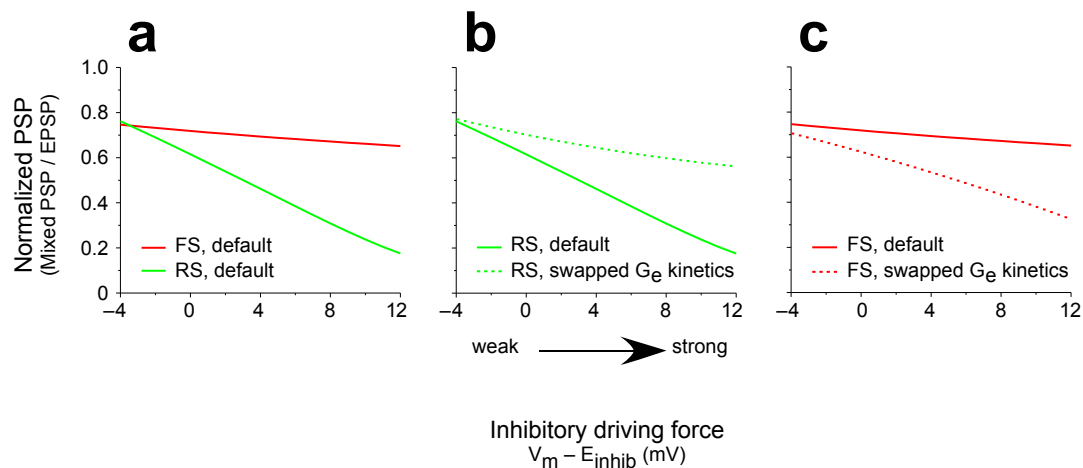 a
b
c
Normalized PSP
(Mixed PSP / EPSP)
1.0
0.8
0.6
0.4
0.2
0
FS, default
RS, default
–4
0
4
8
12
RS, default
RS, swapped Ge kinetics
–4
0
4
8
12
FS, default
FS, swapped Ge kinetics
–4
0
4
8
12
weak
strong
Inhibitory driving force
Vm – Einhib (mV)